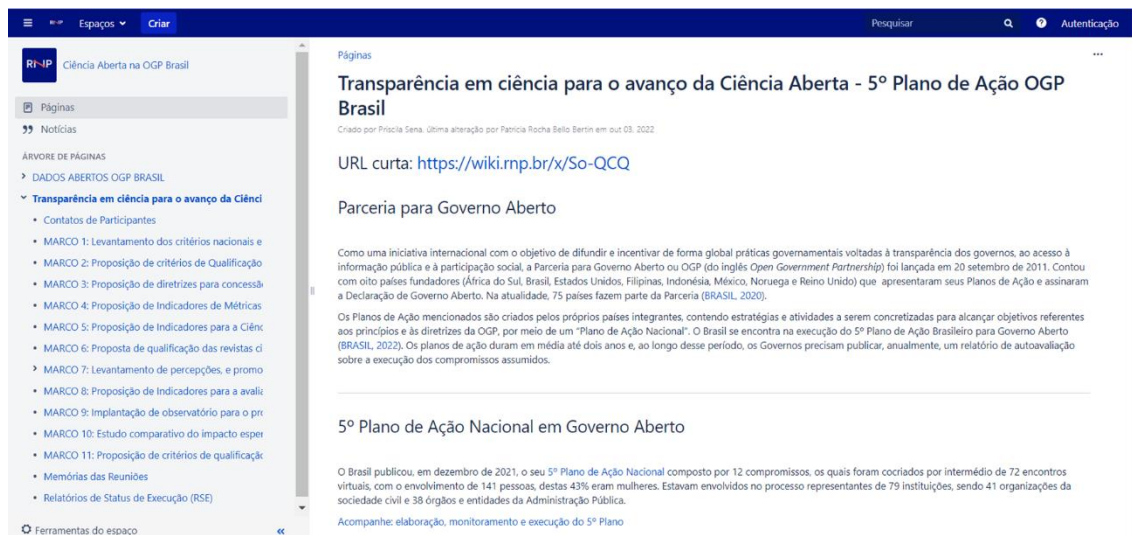 RNP Espaços Criar Pesquisar Autenticação
RNP Ciência Aberta na OGP Brasil
Páginas
Notícias
ÁRVORE DE PÁGINAS
DADOS ABERTOS OGP BRASIL
Transparência em ciência para o avanço da Ciênci
Contatos de Participantes
MARCO 1: Levantamento dos critérios nacionais e
MARCO 2: Proposição de critérios de Qualificação
MARCO 3: Proposição de diretrizes para concessão
MARCO 4: Proposição de Indicadores de Métricas
MARCO 5: Proposição de Indicadores para a Ciênc
MARCO 6: Proposta de qualificação das revistas ci
MARCO 7: Levantamento de percepções, e promo
MARCO 8: Proposição de Indicadores para a avalia
MARCO 9: Implantação de observatório para o pro
MARCO 10: Estudo comparativo do impacto esper
MARCO 11: Proposição de critérios de qualificaçã
Memórias das Reuniões
Relatórios de Status de Execução (RSE)
Ferramentas do espaço «
Páginas
Transparência em ciência para o avanço da Ciência Aberta - 5º Plano de Ação OGP
Brasil
Criado por Priscila Sena, última alteração por Patricia Rocha Bello Bertin em out 03, 2022
URL curta: https://wiki.rnp.br/x/So-QCQ
Parceria para Governo Aberto
Como uma iniciativa internacional com o objetivo de difundir e incentivar de forma global práticas governamentais voltadas à transparência dos governos, ao acesso à
informação pública e à participação social, a Parceria para Governo Aberto ou OGP (do inglês Open Government Partnership) foi lançada em 20 setembro de 2011. Contou
com oito países fundadores (África do Sul, Brasil, Estados Unidos, Filipinas, Indonésia, México, Noruega e Reino Unido) que apresentaram seus Planos de Ação e assinaram
a Declaração de Governo Aberto. Na atualidade, 75 países fazem parte da Parceria (BRASIL, 2020).
Os Planos de Ação mencionados são criados pelos próprios países integrantes, contendo estratégias e atividades a serem concretizadas para alcançar objetivos referentes
aos princípios e às diretrizes da OGP, por meio de um "Plano de Ação Nacional". O Brasil se encontra na execução do 5º Plano de Ação Brasileiro para Governo Aberto
(BRASIL, 2022). Os planos de ação duram em média até dois anos e, ao longo desse período, os Governos precisam publicar, anualmente, um relatório de autoavaliação
sobre a execução dos compromissos assumidos.
5º Plano de Ação Nacional em Governo Aberto
O Brasil publicou, em dezembro de 2021, o seu 5º Plano de Ação Nacional composto por 12 compromissos, os quais foram cocriados por intermédio de 72 encontros
virtuais, com o envolvimento de 141 pessoas, destas 43% eram mulheres. Estavam envolvidos no processo representantes de 79 instituições, sendo 41 organizações da
sociedade civil e 38 órgãos e entidades da Administração Pública.
Acompanhe: elaboração, monitoramento e execução do 5º Plano